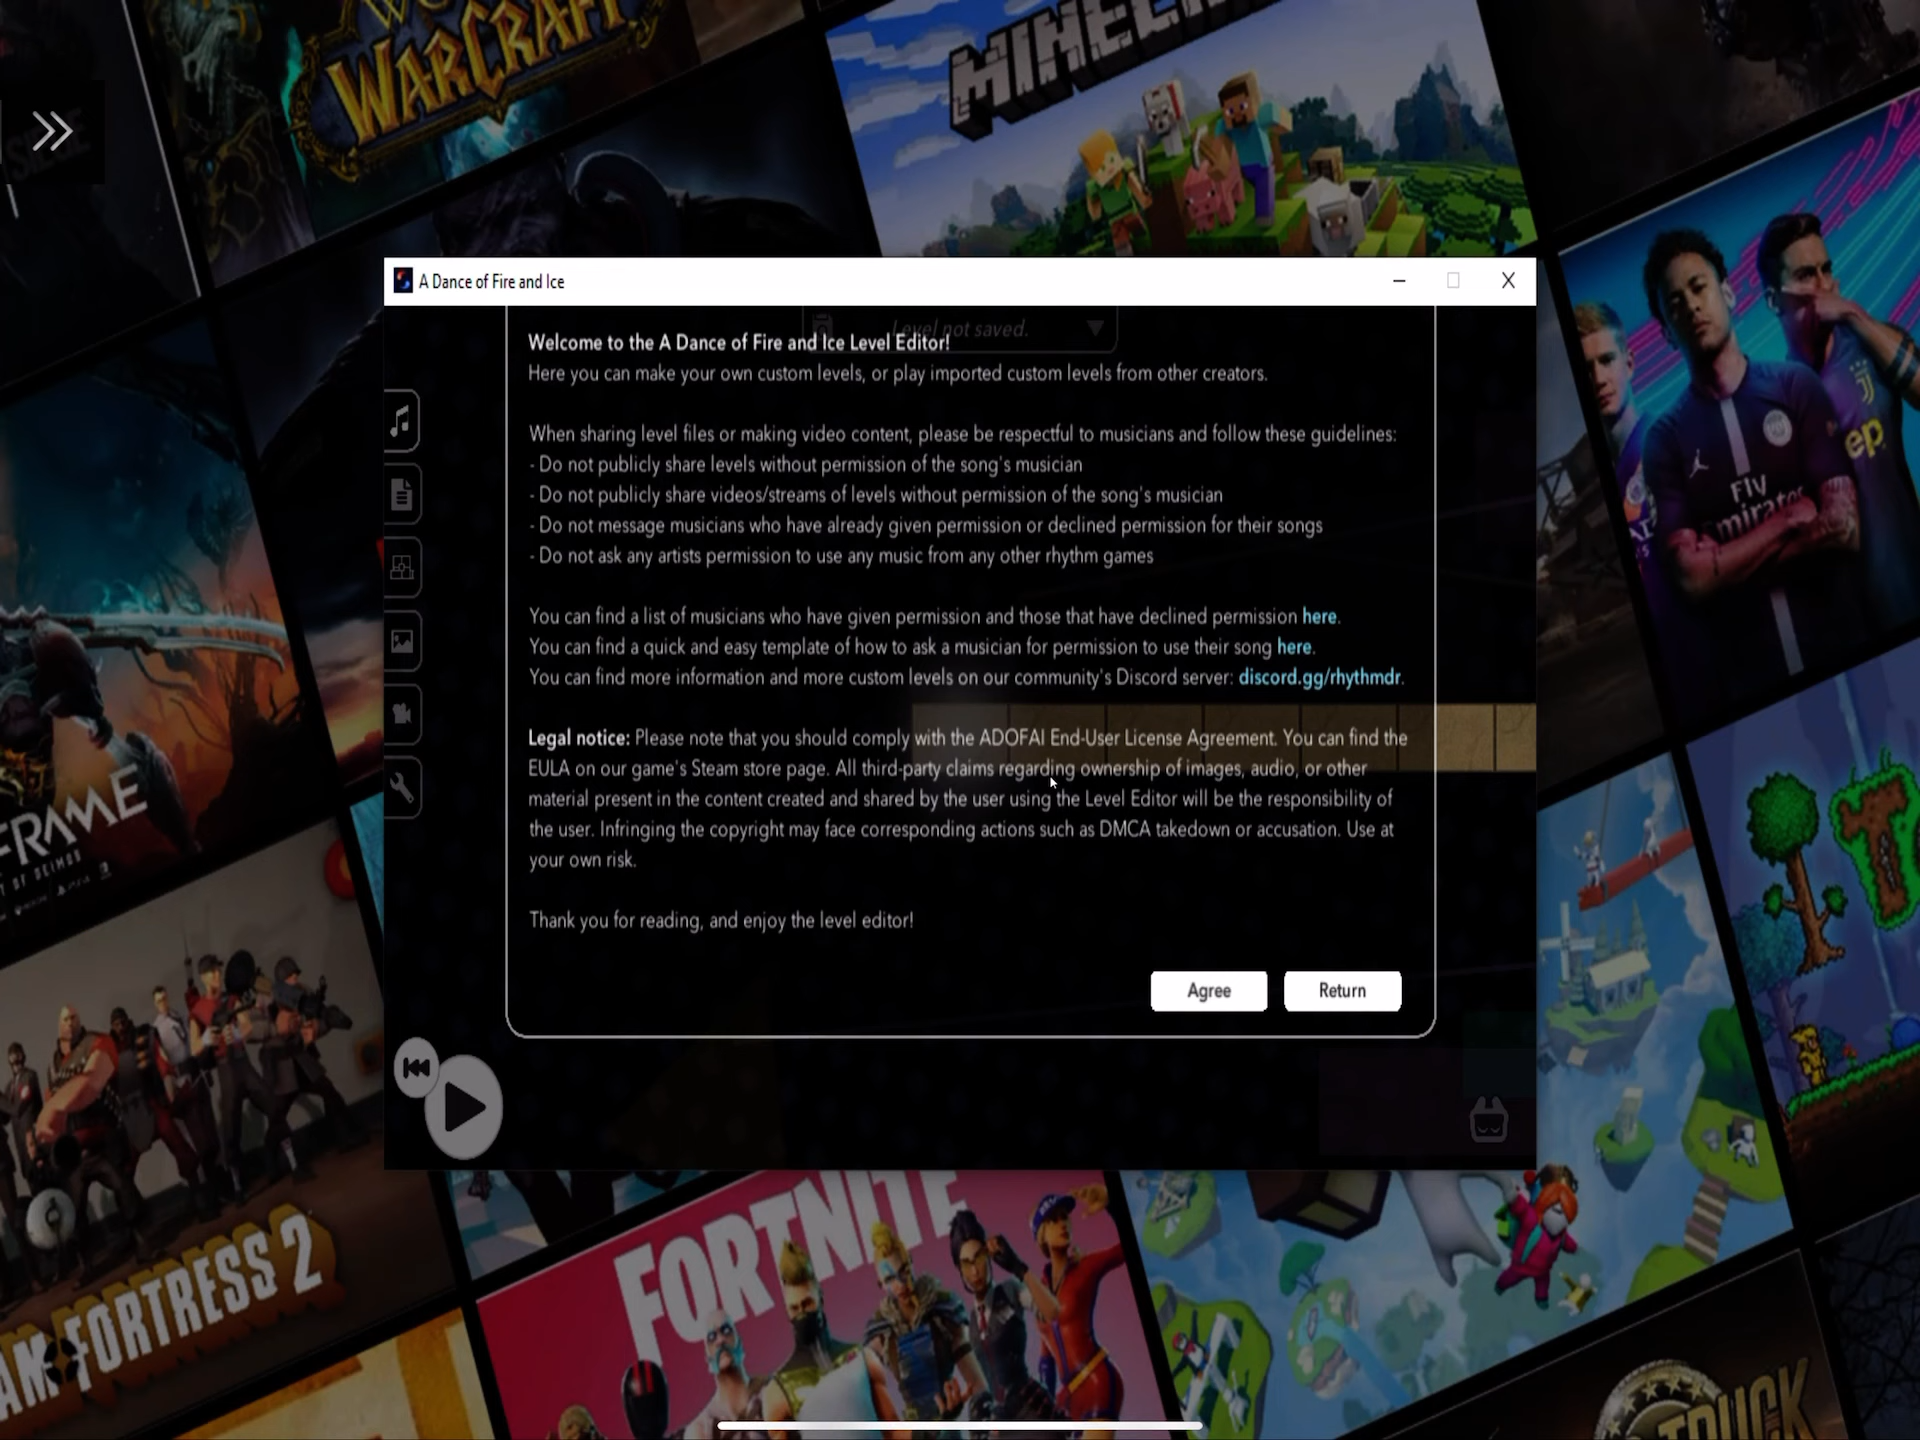 WARCRAFT
MINECR
SIEGE
A Dance of Fire and Ice
Level not saved.
Welcome to the A Dance of Fire and Ice Level Editor!
Here you can make your own custom levels, or play imported custom levels from other creators.
When sharing level files or making video content, please be respectful to musicians and follow these guidelines:
- Do not publicly share levels without permission of the song's musician
- Do not publicly share videos/streams of levels without permission of the song's musician
- Do not message musicians who have already given permission or declined permission for their songs
- Do not ask any artists permission to use any music from any other rhythm games
You can find a list of musicians who have given permission and those that have declined permission here.
You can find a quick and easy template of how to ask a musician for permission to use their song here.
You can find more information and more custom levels on our community's Discord server: discord.gg/rhythmdr.
Legal notice: Please note that you should comply with the ADOFAI End-User License Agreement. You can find the
EULA on our game's Steam store page. All third-party claims regarding ownership of images, audio, or other
material present in the content created and shared by the user using the Level Editor will be the responsibility of
the user. Infringing the copyright may face corresponding actions such as DMCA takedown or accusation. Use at
your own risk.
Thank you for reading, and enjoy the level editor!
Agree Return
FLY
Emirates
ep
FRAME
T OF DEIMOS
AM FORTRESS 2
FORTNITE
TRUCK